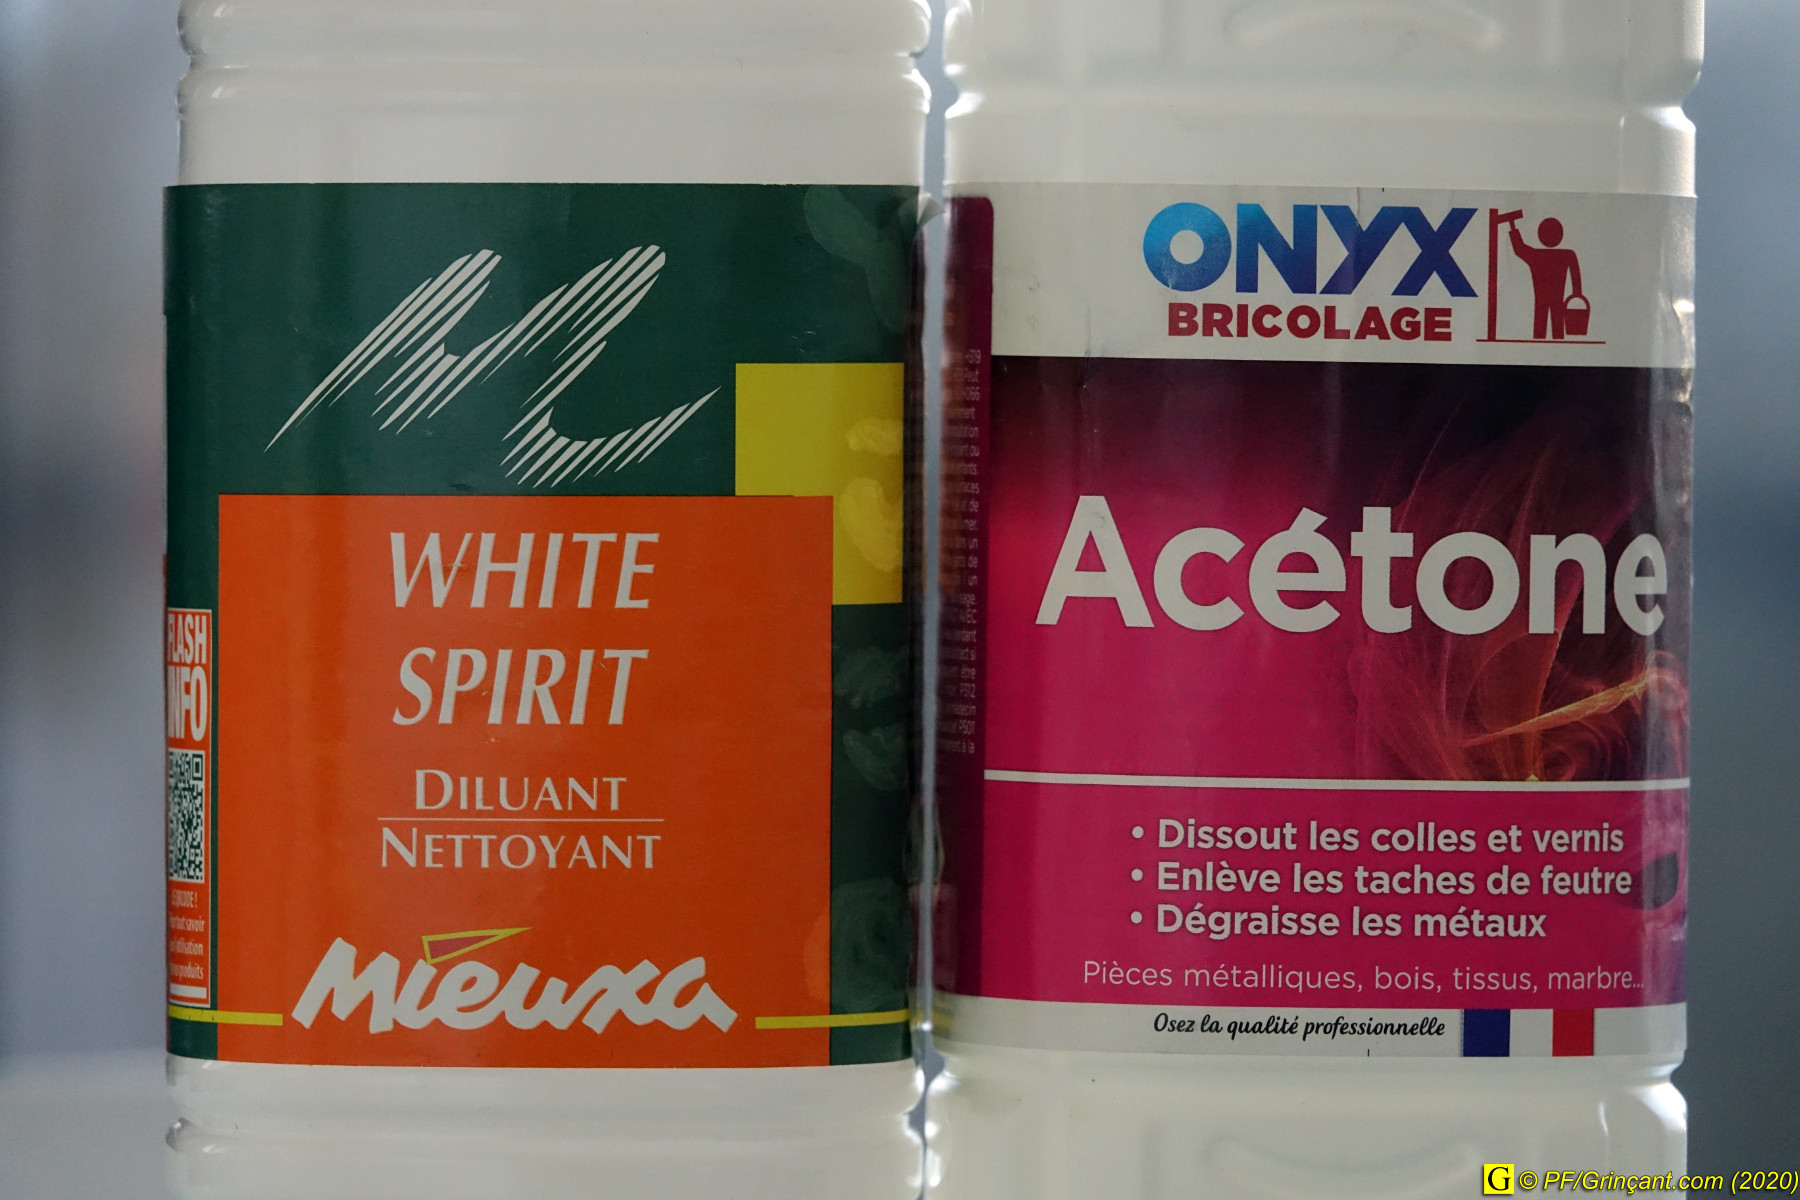 WHITE
SPIRIT
DILUANT
NETTOYANT
Mieuxa
FLASH
INFO
ONYX
BRICOLAGE
Acétone
• Dissout les colles et vernis
• Enlève les taches de feutre
• Dégraisse les métaux
Pièces métalliques, bois, tissus, marbre...
Osez la qualité professionnelle
G © PF/Grinçant.com (2020)